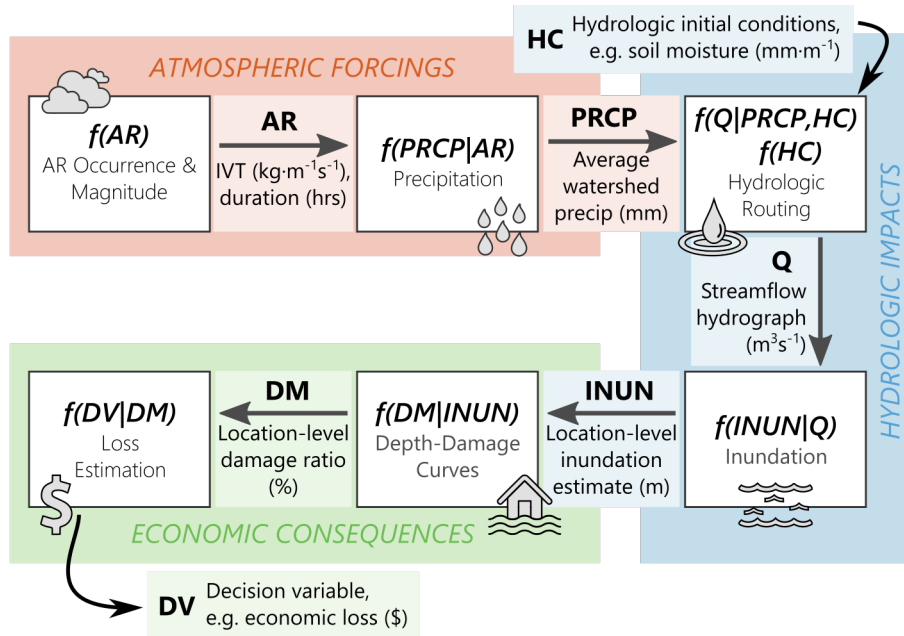 HC Hydrologic initial conditions,
e.g. soil moisture (mm·m⁻¹)
ATMOSPHERIC FORCINGS
f(AR)
AR Occurrence &
Magnitude
AR
IVT (kg·m⁻¹s⁻¹),
duration (hrs)
f(PRCP|AR)
Precipitation
PRCP
Average
watershed
precip (mm)
f(Q|PRCP,HC)
f(HC)
Hydrologic
Routing
HYDROLOGIC IMPACTS
Q
Streamflow
hydrograph
(m³s⁻¹)
f(INUN|Q)
Inundation
INUN
Location-level
inundation
estimate (m)
f(DM|INUN)
Depth-Damage
Curves
DM
Location-level
damage ratio
(%)
f(DV|DM)
Loss
Estimation
$
ECONOMIC CONSEQUENCES
DV Decision variable,
e.g. economic loss ($)